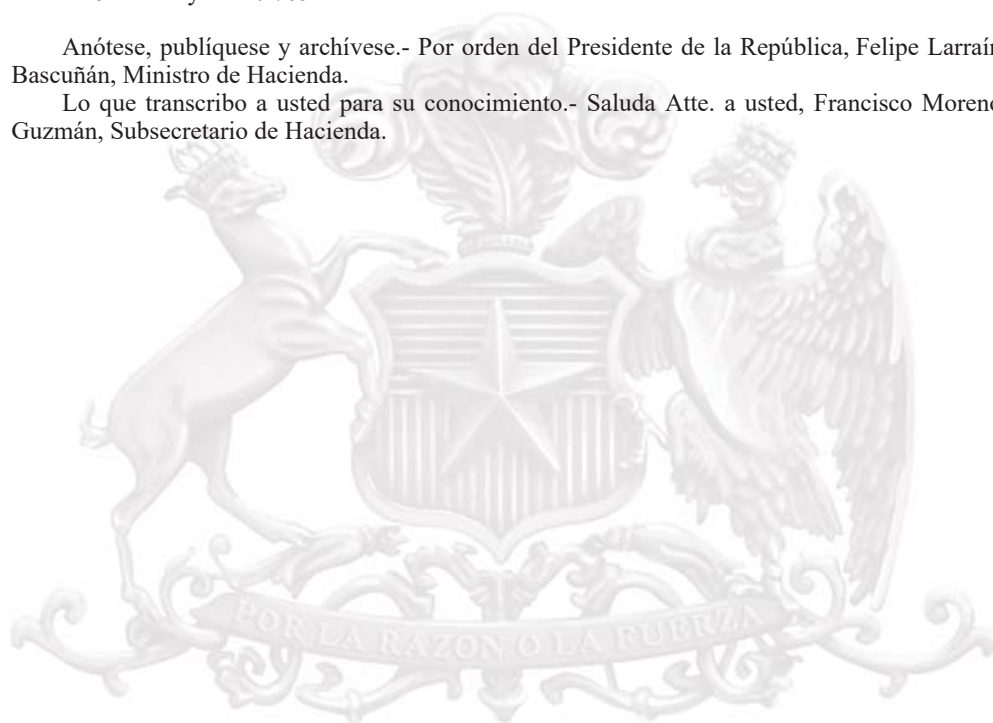 Anótese, publíquese y archívese.- Por orden del Presidente de la República, Felipe Larraín
Bascuñán, Ministro de Hacienda.
Lo que transcribo a usted para su conocimiento.- Saluda Atte. a usted, Francisco Moreno
Guzmán, Subsecretario de Hacienda.
POR LA RAZON O LA FUERZA